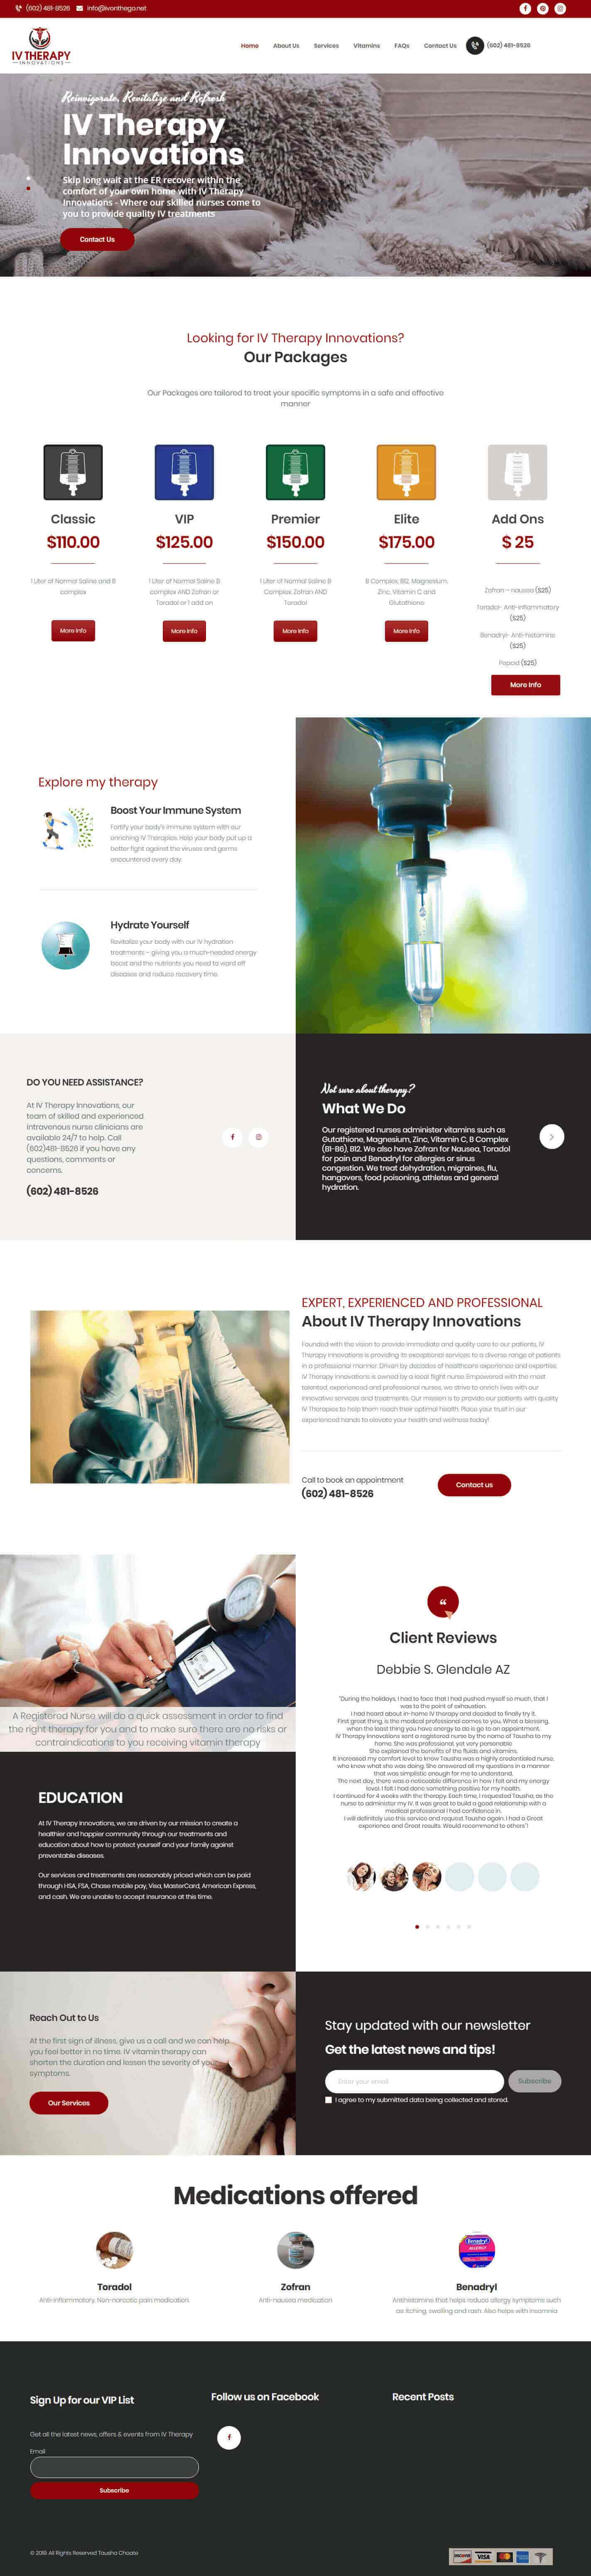 (602) 481-8526 info@ivonthego.net
IV THERAPY
INNOVATIONS
Home About Us Services Vitamins FAQs Contact Us (602) 481-8526
Reinvigorate, Revitalize and Refresh
IV Therapy
Innovations
Skip long wait at the ER recover within the
comfort of your own home with IV Therapy
Innovations - Where our skilled nurses come to
you to provide quality IV treatments
Contact Us
Looking for IV Therapy Innovations?
Our Packages
Our Packages are tailored to treat your specific symptoms in a safe and effective
manner
Classic
$110.00
1 Liter of Normal Saline and B
complex
More Info
VIP
$125.00
1 Liter of Normal Saline B
complex AND Zofran or
Toradol or 1 add on
More Info
Premier
$150.00
1 Liter of Normal Saline B
Complex, Zofran AND
Toradol
More Info
Elite
$175.00
B Complex, B12, Magnesium,
Zinc, Vitamin C and
Glutathione
More Info
Add Ons
$ 25
Zofran – nausea ($25)
Toradol- Anti-inflammatory
($25)
Benadryl- Anti-histamine
($25)
Pepcid ($25)
More Info
Explore my therapy
Boost Your Immune System
Fortify your body's immune system with our
enriching IV Therapies. Help your body put up a
better fight against the viruses and germs
encountered every day.
Hydrate Yourself
Revitalize your body with our IV hydration
treatments – giving you a much-needed energy
boost and the nutrients you need to ward off
diseases and reduce recovery time.
DO YOU NEED ASSISTANCE?
At IV Therapy Innovations, our
team of skilled and experienced
intravenous nurse clinicians are
available 24/7 to help. Call
(602)481-8526 if you have any
questions, comments or
concerns.
(602) 481-8526
Not sure about therapy?
What We Do
Our registered nurses administer vitamins such as
Gutathione, Magnesium, Zinc, Vitamin C, B Complex
(B1-B6), B12. We also have Zofran for Nausea, Toradol
for pain and Benadryl for allergies or sinus
congestion. We treat dehydration, migraines, flu,
hangovers, food poisoning, athletes and general
hydration.
EXPERT, EXPERIENCED AND PROFESSIONAL
About IV Therapy Innovations
Founded with the vision to provide immediate and quality care to our patients, IV
Therapy Innovations is providing its exceptional services to a diverse range of patients
in a professional manner. Driven by decades of healthcare experience and expertise,
IV Therapy Innovations is owned by a local flight nurse. Empowered with the most
talented, experienced and professional nurses, we strive to enrich lives with our
innovative services and treatments. Our mission is to provide our patients with quality
IV Therapies to help them reach their optimal health. Place your trust in our
experienced hands to elevate your health and wellness today!
Call to book an appointment
(602) 481-8526
Contact us
A Registered Nurse will do a quick assessment in order to find
the right therapy for you and to make sure there are no risks or
contraindications to you receiving vitamin therapy
EDUCATION
At IV Therapy Innovations, we are driven by our mission to create a
healthier and happier community through our treatments and
education about how to protect yourself and your family against
preventable diseases.
Our services and treatments are reasonably priced which can be paid
through HSA, FSA, Chase mobile pay, Visa, MasterCard, American Express,
and cash. We are unable to accept insurance at this time.
Client Reviews
Debbie S. Glendale AZ
"During the holidays, I had to face that I had pushed myself so much, that I
was to the point of exhaustion.
I had heard about in-home IV therapy and decided to finally try it.
First great thing, is the medical professional comes to you. What a blessing,
when the least thing you have energy to do is go to an appointment.
IV Therapy Innovations sent a registered nurse by the name of Tausha to my
home. She was professional, yet very personable
She explained the benefits of the fluids and vitamins.
It increased my comfort level to know Tausha was a highly credentialed nurse,
who knew what she was doing. She answered all my questions in a manner
that was simplistic enough for me to understand.
The next day, there was a noticeable difference in how I felt and my energy
level. I felt I had done something positive for my health.
I continued for 4 weeks with the therapy. Each time, I requested Tausha, as the
nurse to administer my IV. It was great to build a good relationship with a
medical professional I had confidence in.
I will definitely use this service and request Tausha again. I had a Great
experience and Great results. Would recommend to others"!
Reach Out to Us
At the first sign of illness, give us a call and we can help
you feel better in no time. IV vitamin therapy can
shorten the duration and lessen the severity of your
symptoms.
Our Services
Stay updated with our newsletter
Get the latest news and tips!
Enter your email
Subscribe
I agree to my submitted data being collected and stored.
Medications offered
Benadryl
ALLERGY
Toradol
Anti-inflammatory, Non-narcotic pain medication.
Zofran
Anti-nausea medication
Benadryl
Antihistamine that helps reduce allergy symptoms such
as itching, swelling and rash. Also helps with insomnia
Sign Up for our VIP List
Get all the latest news, offers & events from IV Therapy
Email
Subscribe
Follow us on Facebook
Recent Posts
© 2019 All Rights Reserved Tausha Choate
DISCOVER VISA